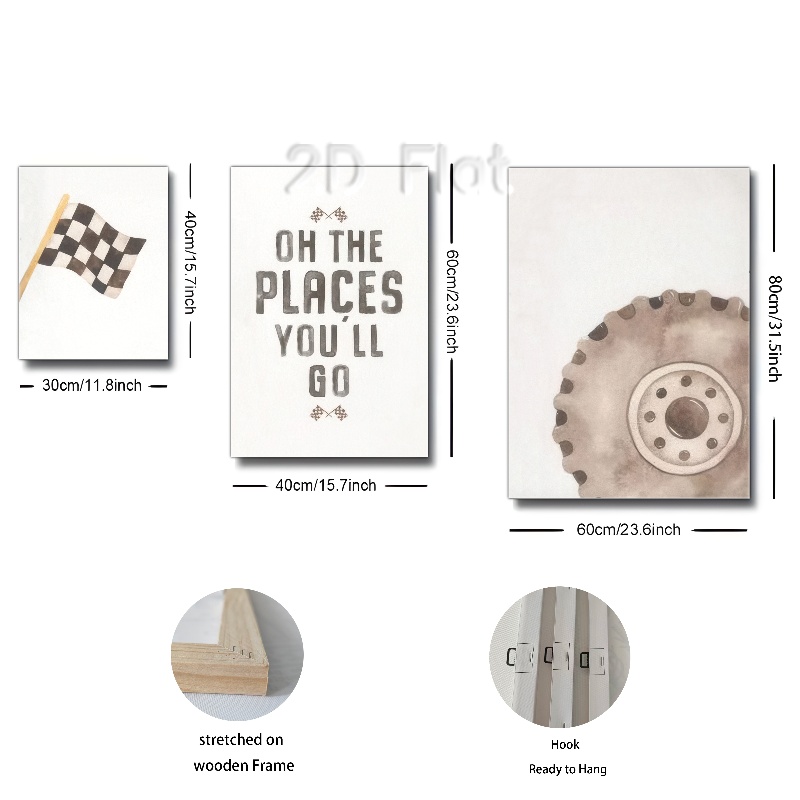 2D Flat
OH THE
PLACES
YOU'LL
GO
40cm/15.7inch
30cm/11.8inch
60cm/23.6inch
40cm/15.7inch
80cm/31.5inch
60cm/23.6inch
stretched on
wooden Frame
Hook
Ready to Hang